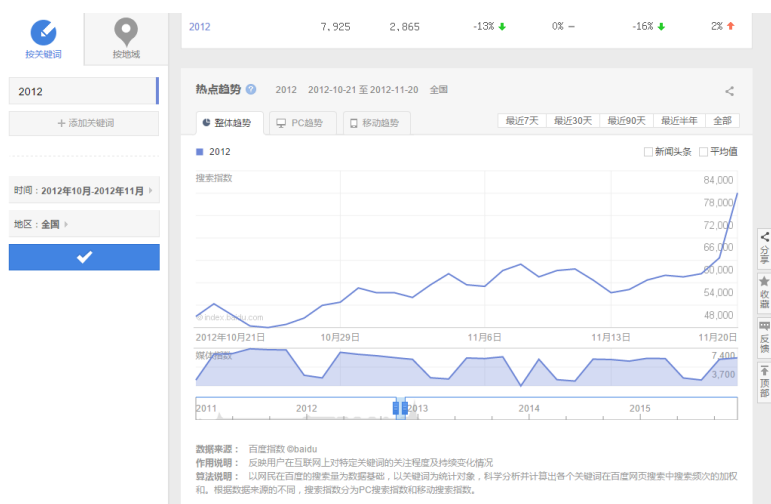 2012 7,925 2,865 -13% 0% -16% 2%
按关键词 按地域
2012
+ 添加关键词
时间：2012年10月-2012年11月
地区：全国
热点趋势 2012 2012-10-21 至 2012-11-20 全国
整体趋势 PC趋势 移动趋势
最近7天 最近30天 最近90天 最近半年 全部
2012
新闻头条 平均值
搜索指数
84,000
78,000
72,000
66,000
60,000
54,000
48,000
©index.baidu.com
2012年10月21日 10月29日 11月6日 11月13日 11月20日
媒体指数
7,400
3,700
2011 2012 2013 2014 2015
数据来源： 百度指数 ©baidu
作用说明： 反映用户在互联网上对特定关键词的关注程度及持续变化情况
算法说明： 以网民在百度的搜索量为数据基础，以关键词为统计对象，科学分析并计算出各个关键词在百度网页搜索中搜索频次的加权
和。根据数据来源的不同，搜索指数分为PC搜索指数和移动搜索指数。
分享
收藏
反馈
顶部